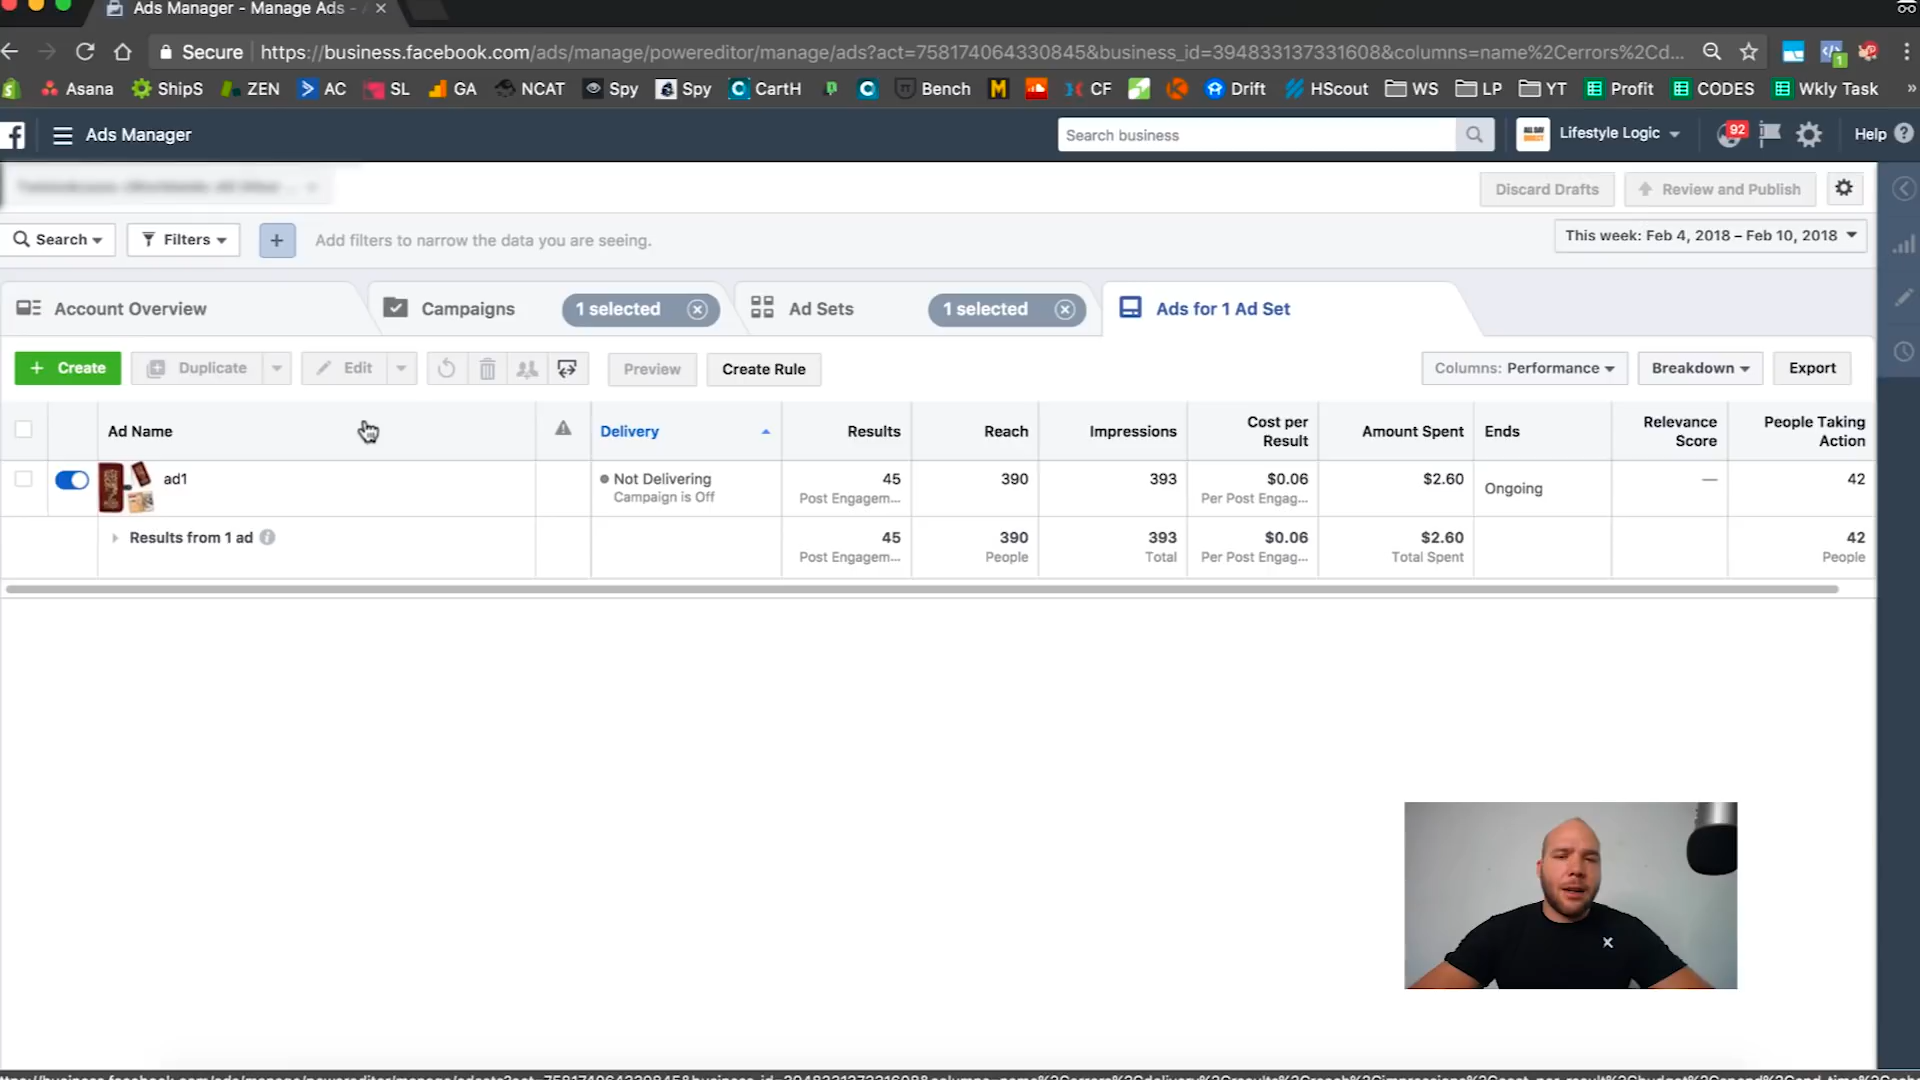 Ads Manager - Manage Ads -
Secure https://business.facebook.com/ads/manage/powereditor/manage/ads?act=758174064330845&business_id=394833137331608&columns=name%2Cerrors%2Cd...
Asana ShipS ZEN AC SL GA NCAT Spy Spy CartH Bench M CF Drift HScout WS LP YT Profit CODES Wkly Task »
Ads Manager Search business Lifestyle Logic 92 Help
Discard Drafts Review and Publish
Search Filters + Add filters to narrow the data you are seeing. This week: Feb 4, 2018 – Feb 10, 2018
Account Overview Campaigns 1 selected Ad Sets 1 selected Ads for 1 Ad Set
+ Create Duplicate Edit Preview Create Rule Columns: Performance Breakdown Export
Ad Name Delivery Results Reach Impressions Cost per Result Amount Spent Ends Relevance Score People Taking Action
ad1 Not Delivering 45 390 393 $0.06 $2.60 Ongoing — 42
Campaign is Off Post Engagem... Per Post Engag...
Results from 1 ad 45 390 393 $0.06 $2.60 42
Post Engagem... People Total Per Post Engag... Total Spent People